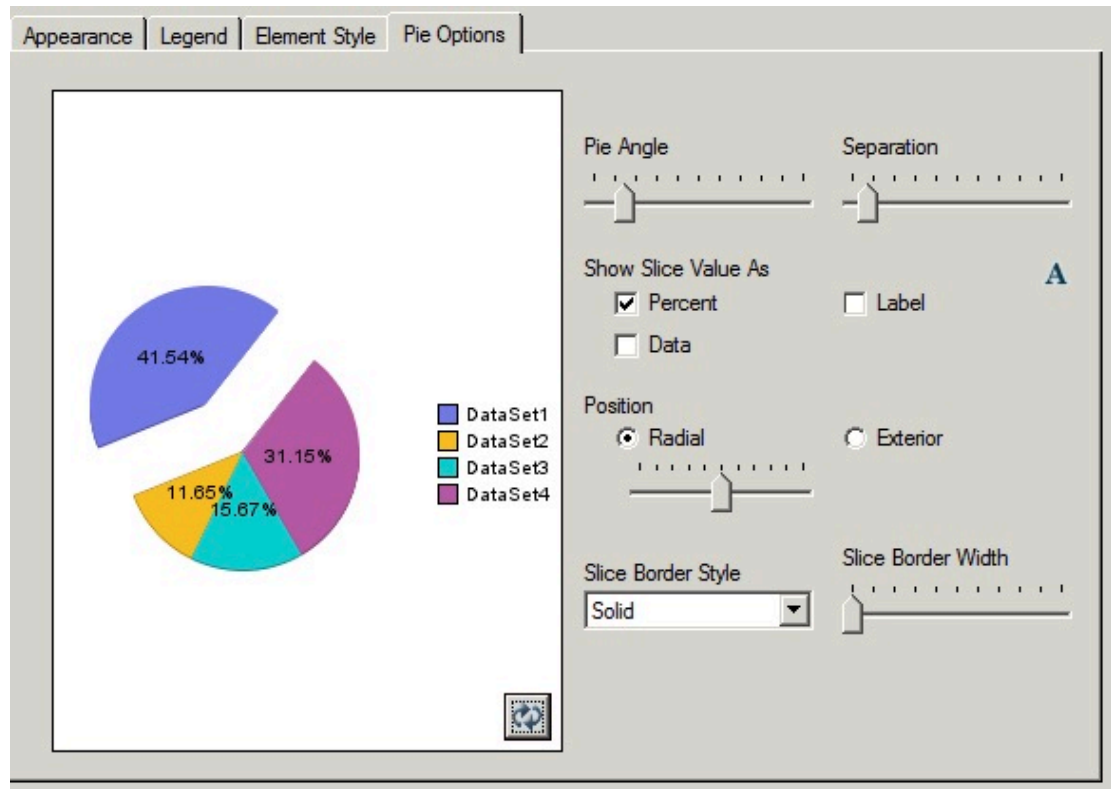 Appearance
Legend
Element Style
Pie Options
41.54%
31.15%
11.65%
15.67%
DataSet1
DataSet2
DataSet3
DataSet4
Pie Angle
Separation
Show Slice Value As
A
Percent
Label
Data
Position
Radial
Exterior
Slice Border Style
Slice Border Width
Solid